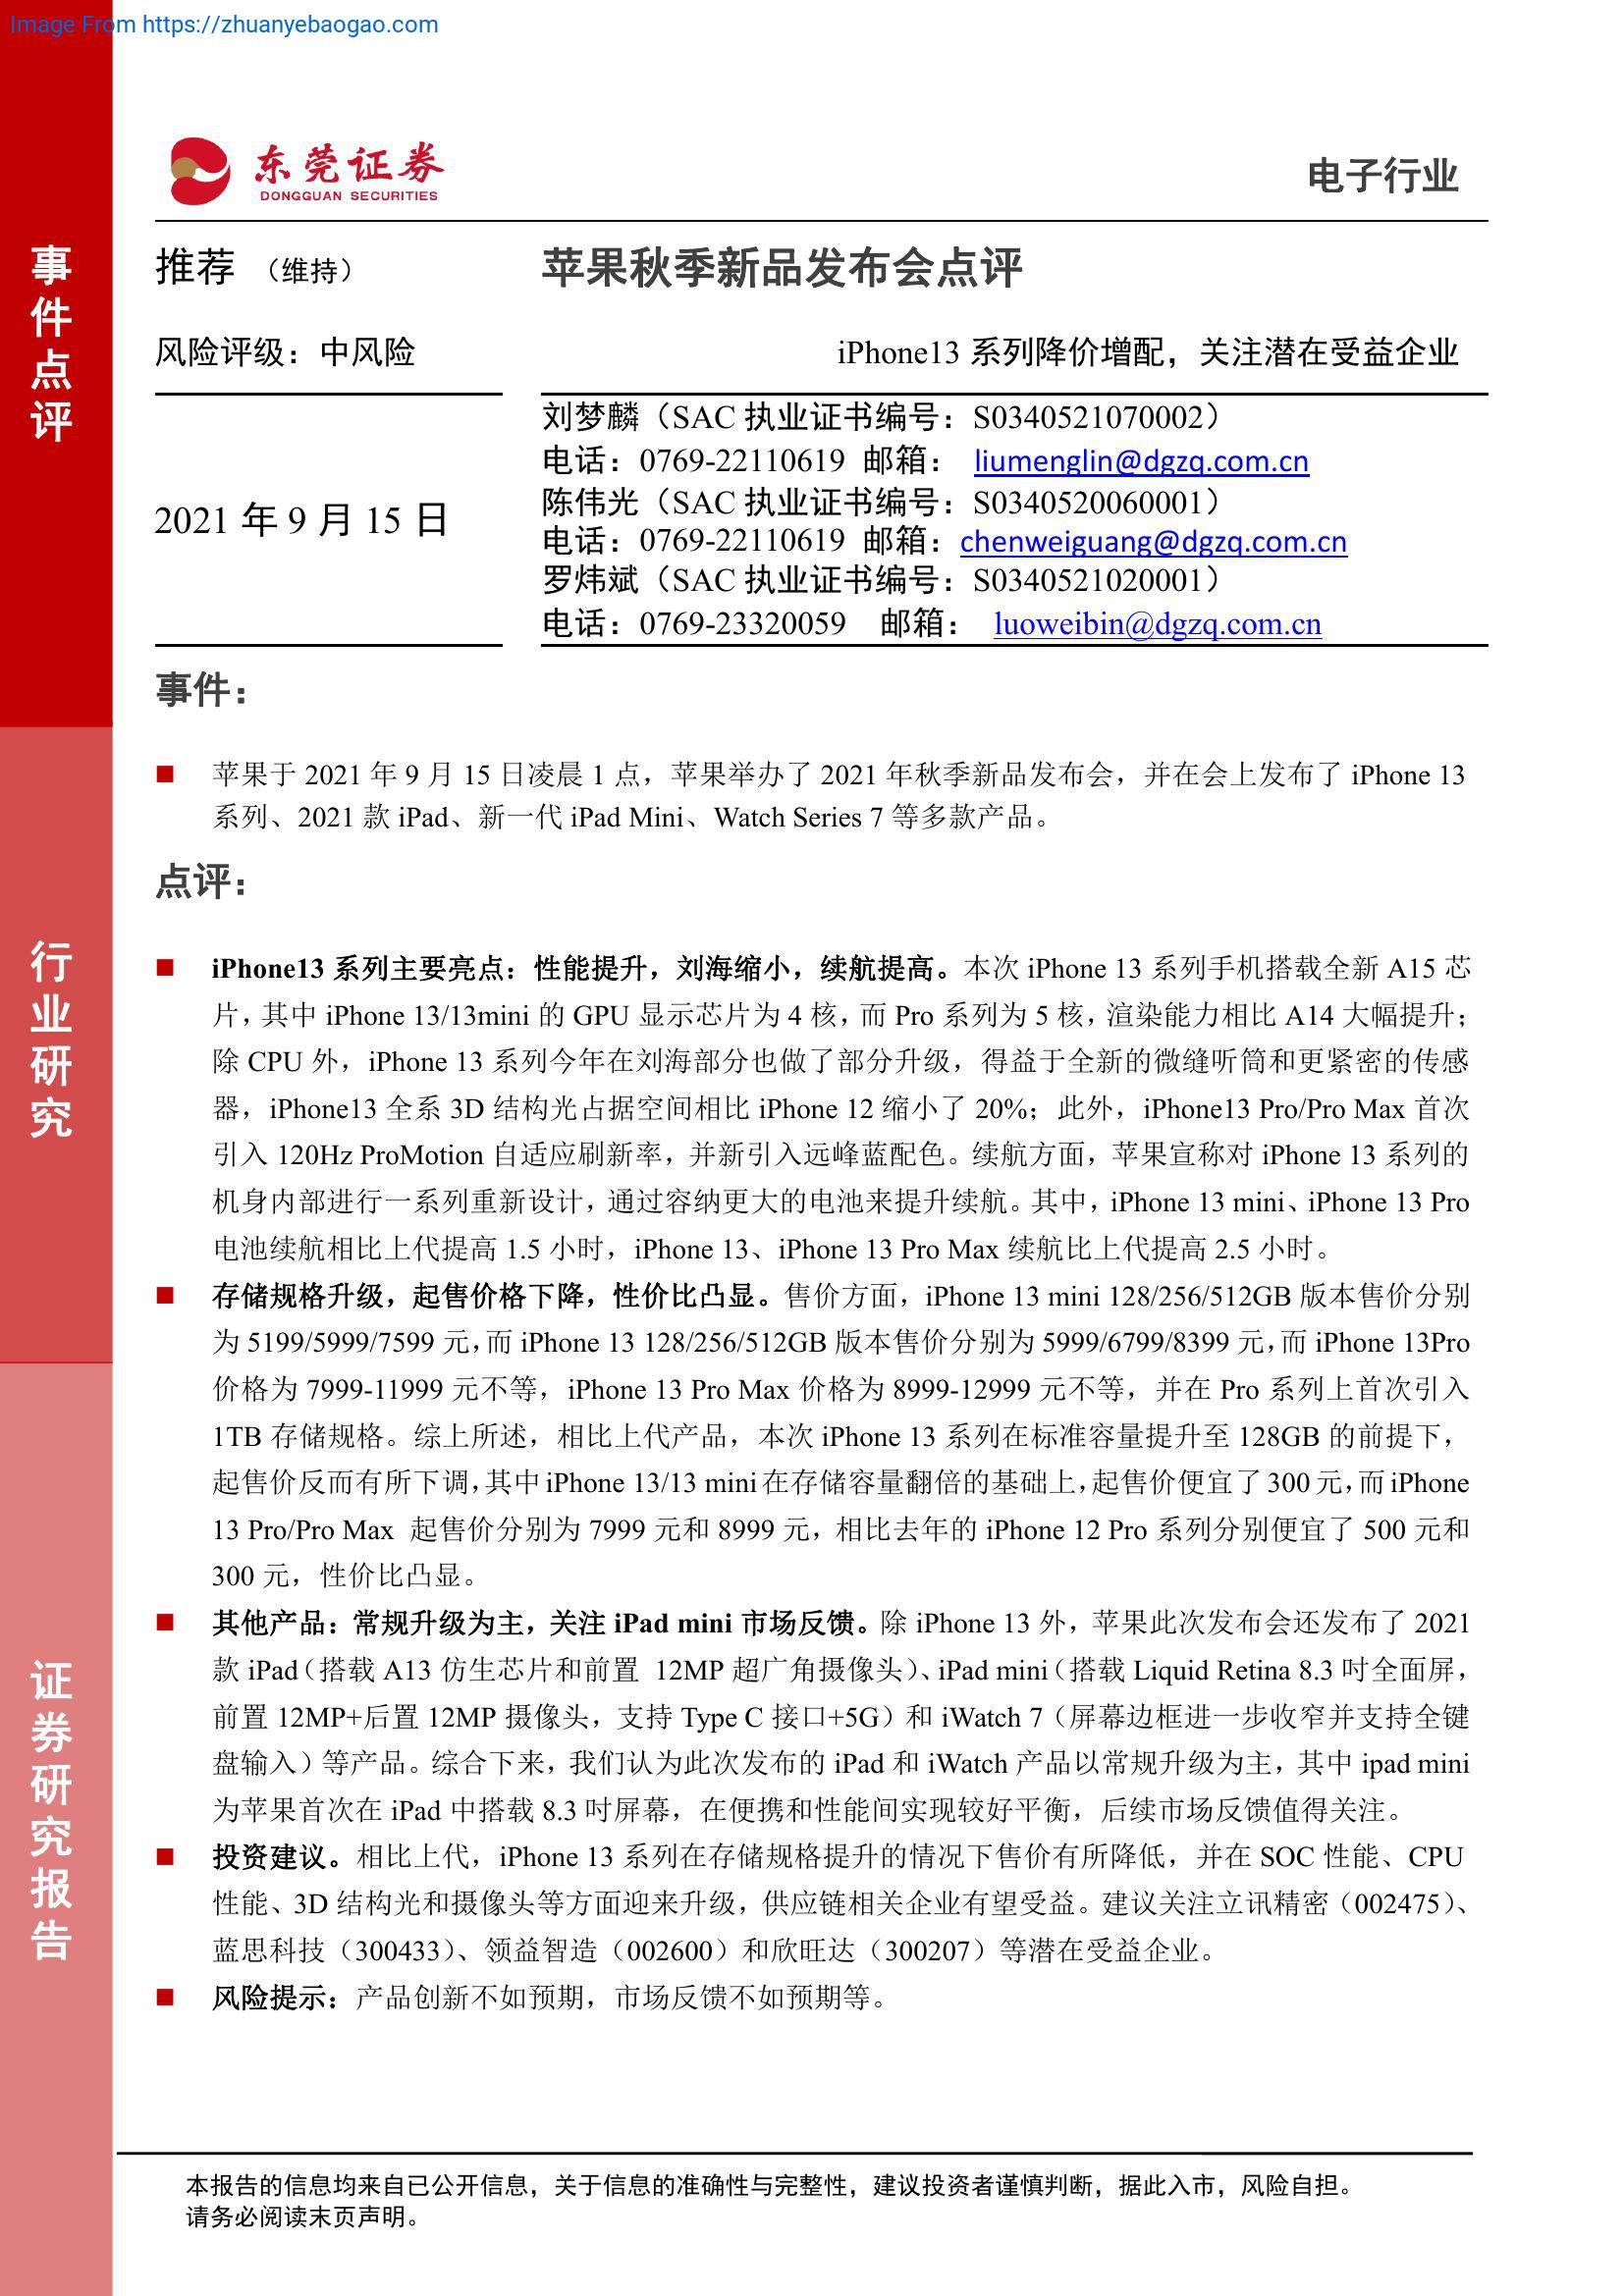 Image From https://zhuanyebaogao.com
东莞证券
DONGGUAN SECURITIES
电子行业
事件点评
行业研究
证券研究报告
推荐 （维持）
苹果秋季新品发布会点评
风险评级：中风险
iPhone13 系列降价增配，关注潜在受益企业
2021 年 9 月 15 日
刘梦麟（SAC 执业证书编号：S0340521070002）
电话：0769-22110619 邮箱： liumenglin@dgzq.com.cn
陈伟光（SAC 执业证书编号：S0340520060001）
电话：0769-22110619 邮箱：chenweiguang@dgzq.com.cn
罗炜斌（SAC 执业证书编号：S0340521020001）
电话：0769-23320059 邮箱： luoweibin@dgzq.com.cn
事件：
苹果于 2021 年 9 月 15 日凌晨 1 点，苹果举办了 2021 年秋季新品发布会，并在会上发布了 iPhone 13
系列、2021 款 iPad、新一代 iPad Mini、Watch Series 7 等多款产品。
点评：
iPhone13 系列主要亮点：性能提升，刘海缩小，续航提高。本次 iPhone 13 系列手机搭载全新 A15 芯
片，其中 iPhone 13/13mini 的 GPU 显示芯片为 4 核，而 Pro 系列为 5 核，渲染能力相比 A14 大幅提升；
除 CPU 外，iPhone 13 系列今年在刘海部分也做了部分升级，得益于全新的微缝听筒和更紧密的传感
器，iPhone13 全系 3D 结构光占据空间相比 iPhone 12 缩小了 20%；此外，iPhone13 Pro/Pro Max 首次
引入 120Hz ProMotion 自适应刷新率，并新引入远峰蓝配色。续航方面，苹果宣称对 iPhone 13 系列的
机身内部进行一系列重新设计，通过容纳更大的电池来提升续航。其中，iPhone 13 mini、iPhone 13 Pro
电池续航相比上代提高 1.5 小时，iPhone 13、iPhone 13 Pro Max 续航比上代提高 2.5 小时。
存储规格升级，起售价格下降，性价比凸显。售价方面，iPhone 13 mini 128/256/512GB 版本售价分别
为 5199/5999/7599 元，而 iPhone 13 128/256/512GB 版本售价分别为 5999/6799/8399 元，而 iPhone 13Pro
价格为 7999-11999 元不等，iPhone 13 Pro Max 价格为 8999-12999 元不等，并在 Pro 系列上首次引入
1TB 存储规格。综上所述，相比上代产品，本次 iPhone 13 系列在标准容量提升至 128GB 的前提下，
起售价反而有所下调，其中 iPhone 13/13 mini 在存储容量翻倍的基础上，起售价便宜了 300 元，而 iPhone
13 Pro/Pro Max 起售价分别为 7999 元和 8999 元，相比去年的 iPhone 12 Pro 系列分别便宜了 500 元和
300 元，性价比凸显。
其他产品：常规升级为主，关注 iPad mini 市场反馈。除 iPhone 13 外，苹果此次发布会还发布了 2021
款 iPad（搭载 A13 仿生芯片和前置 12MP 超广角摄像头）、iPad mini（搭载 Liquid Retina 8.3 吋全面屏，
前置 12MP+后置 12MP 摄像头，支持 Type C 接口+5G）和 iWatch 7（屏幕边框进一步收窄并支持全键
盘输入）等产品。综合下来，我们认为此次发布的 iPad 和 iWatch 产品以常规升级为主，其中 ipad mini
为苹果首次在 iPad 中搭载 8.3 吋屏幕，在便携和性能间实现较好平衡，后续市场反馈值得关注。
投资建议。相比上代，iPhone 13 系列在存储规格提升的情况下售价有所降低，并在 SOC 性能、CPU
性能、3D 结构光和摄像头等方面迎来升级，供应链相关企业有望受益。建议关注立讯精密（002475）、
蓝思科技（300433）、领益智造（002600）和欣旺达（300207）等潜在受益企业。
风险提示：产品创新不如预期，市场反馈不如预期等。
本报告的信息均来自已公开信息，关于信息的准确性与完整性，建议投资者谨慎判断，据此入市，风险自担。
请务必阅读末页声明。